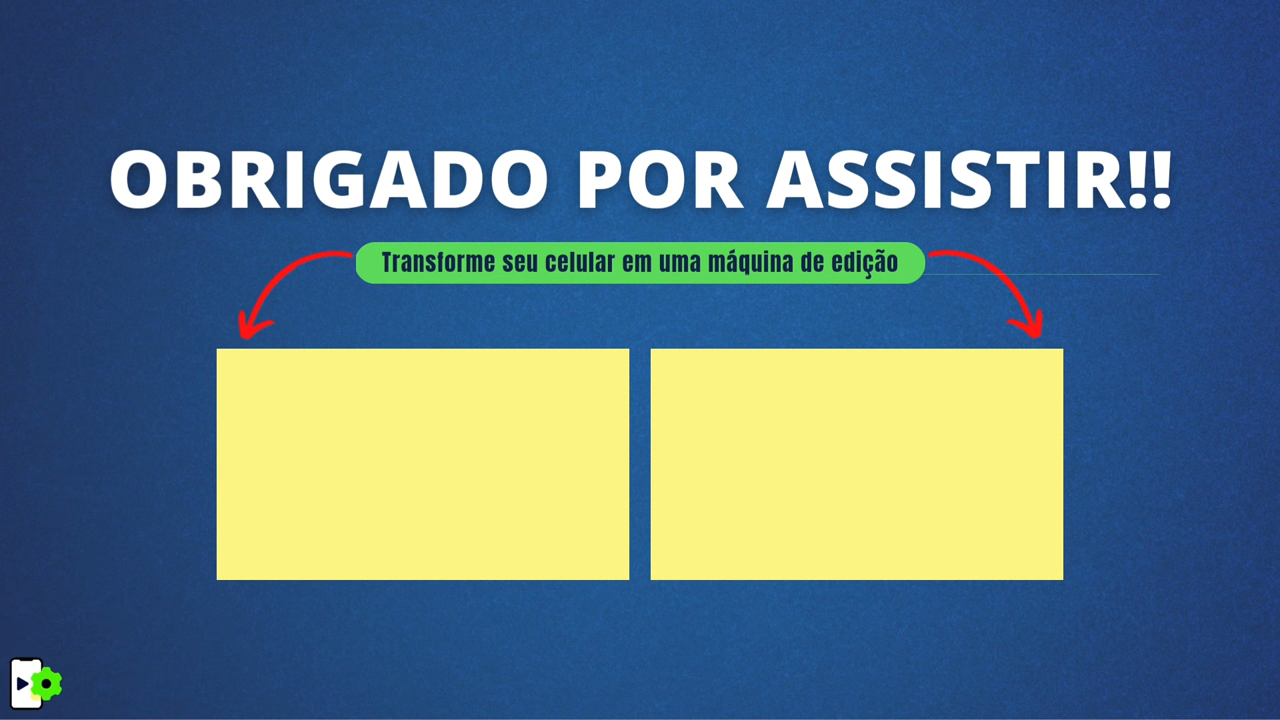 OBRIGADO POR ASSISTIR!!
Transforme seu celular em uma máquina de edição